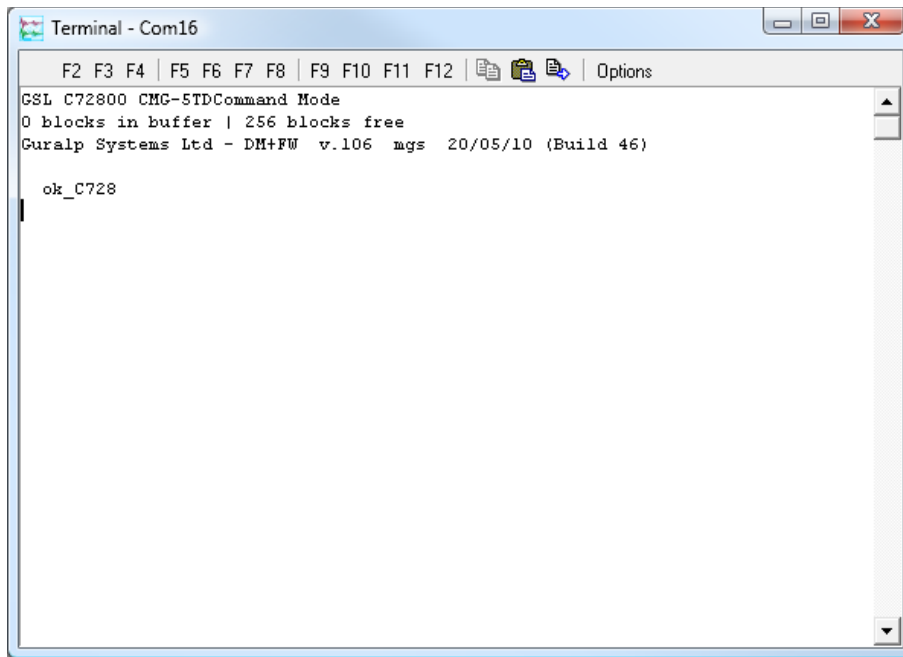 Terminal - Com16
F2 F3 F4 F5 F6 F7 F8 F9 F10 F11 F12 Options
GSL C72800 CMG-5TDCommand Mode
0 blocks in buffer | 256 blocks free
Guralp Systems Ltd - DM+FW v.106 mgs 20/05/10 (Build 46)
ok_C728